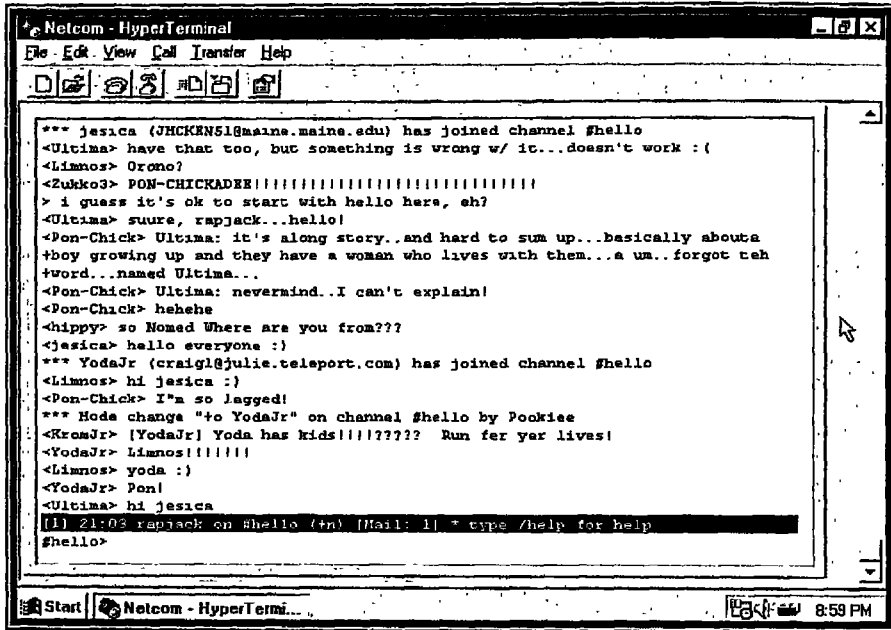 Netcom - HyperTerminal
File Edit View Call Transfer Help
*** jesica (JHCKEN51@maine.maine.edu) has joined channel #hello
<Ultima> have that too, but something is wrong w/ it...doesn't work :(
<Limnos> Orono?
<Zukko3> PON-CHICKADEE!!!!!!!!!!!!!!!!!!!!!!!!!!!!!!
> i guess it's ok to start with hello here, eh?
<Ultima> suure, rapjack...hello!
<Pon-Chick> Ultima: it's along story..and hard to sum up...basically abouta
+boy growing up and they have a woman who lives with them...a um..forgot teh
+word...named Ultima...
<Pon-Chick> Ultima: nevermind..I can't explain!
<Pon-Chick> hehehe
<hippy> so Nomed Where are you from???
<jesica> hello everyone :)
*** YodaJr (craigl@julie.teleport.com) has joined channel #hello
<Limnos> hi jesica :)
<Pon-Chick> I"m so lagged!
*** Mode change "+o YodaJr" on channel #hello by Pookiee
<KromJr> [YodaJr] Yoda has kids!!!!????? Run fer yer lives!
<YodaJr> Limnos!!!!!!!
<Limnos> yoda :)
<YodaJr> Pon!
<Ultima> hi jesica
[1] 21:03 rapjack on #hello (+n) [Mail: 1] * type /help for help
#hello>
Start Netcom - HyperTermi... 8:59 PM